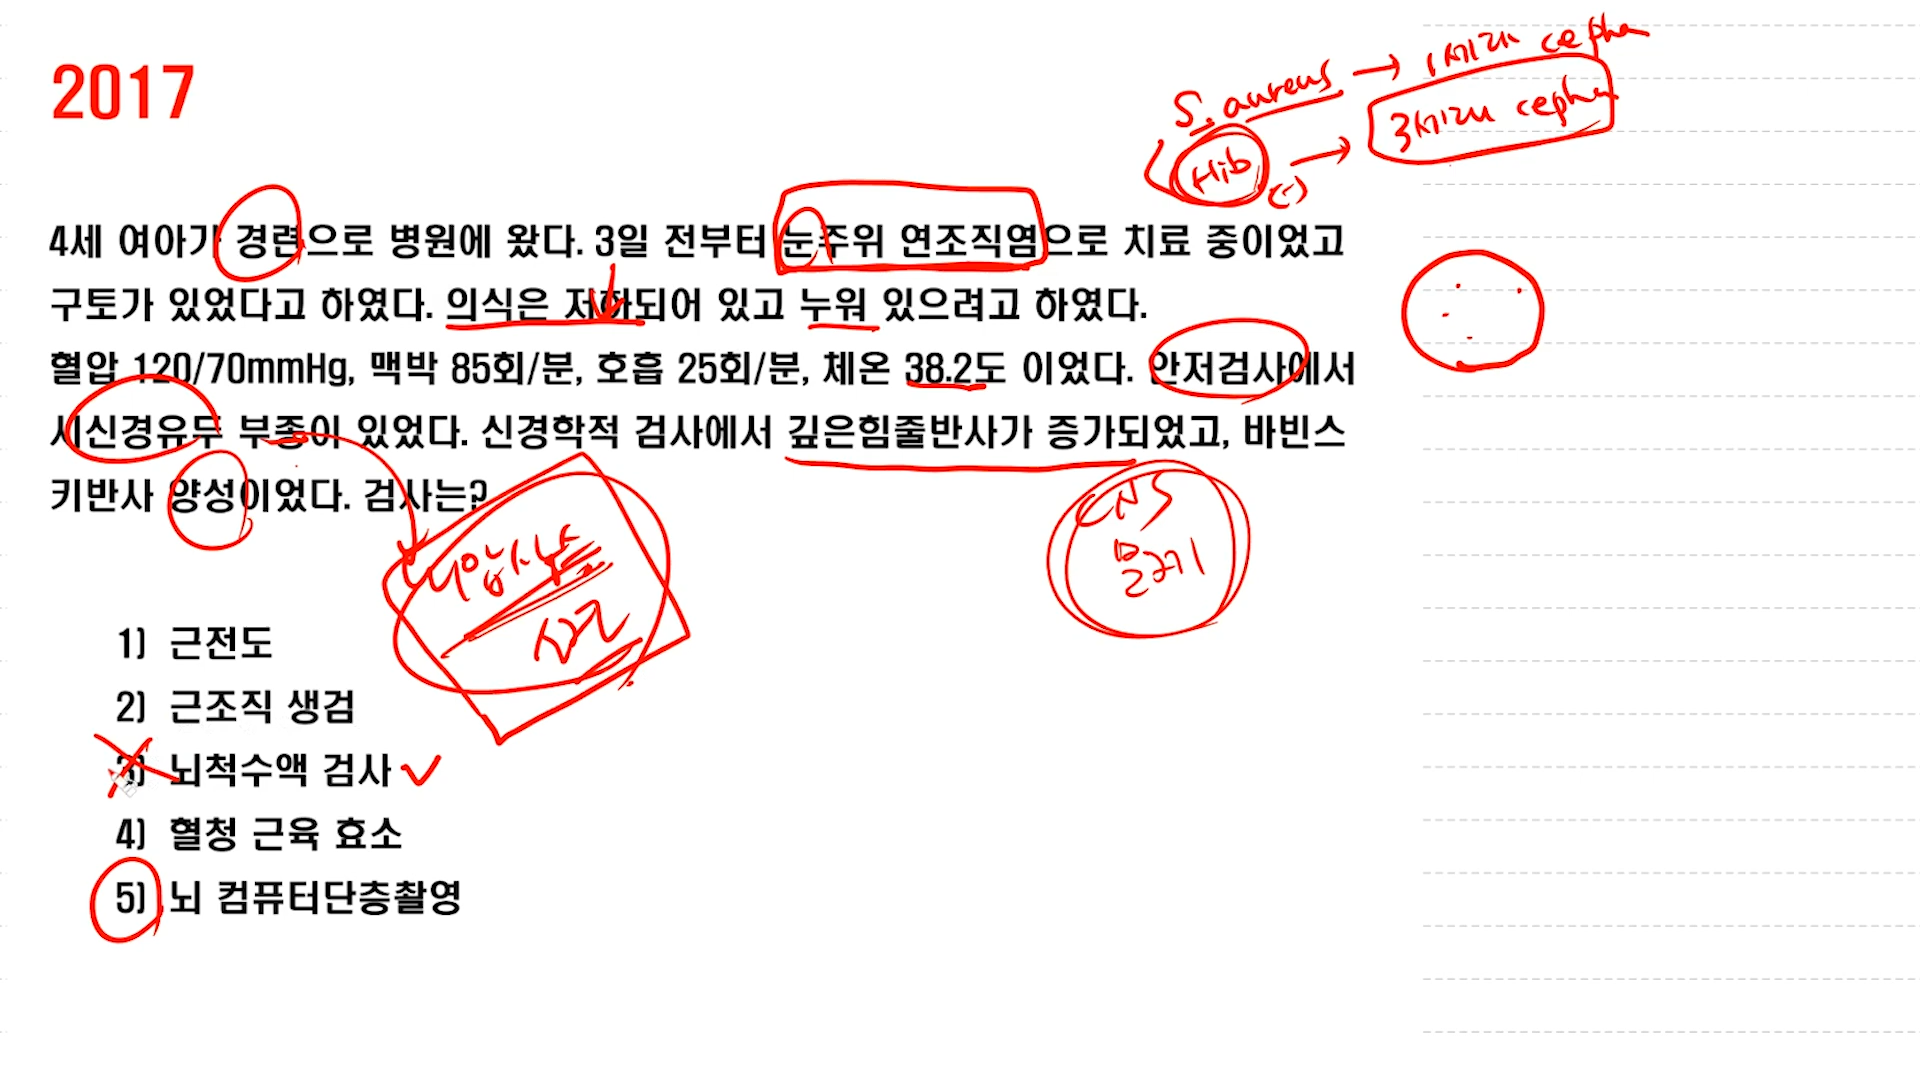 2017
S. aureus → 1세대 cepha
Hib (-) → 3세대 cepha
4세 여아가 경련으로 병원에 왔다. 3일 전부터 눈주위 연조직염으로 치료 중이었고
구토가 있었다고 하였다. 의식은 저하되어 있고 누워 있으려고 하였다.
혈압 120/70mmHg, 맥박 85회/분, 호흡 25회/분, 체온 38.2도 이었다. 안저검사에서
시신경유두 부종이 있었다. 신경학적 검사에서 깊은힘줄반사가 증가되었고, 바빈스
키반사 양성이었다. 검사는?
CNS
문제
뇌압상승
소견
1) 근전도
2) 근조직 생검
3) 뇌척수액 검사
4) 혈청 근육 효소
5) 뇌 컴퓨터단층촬영